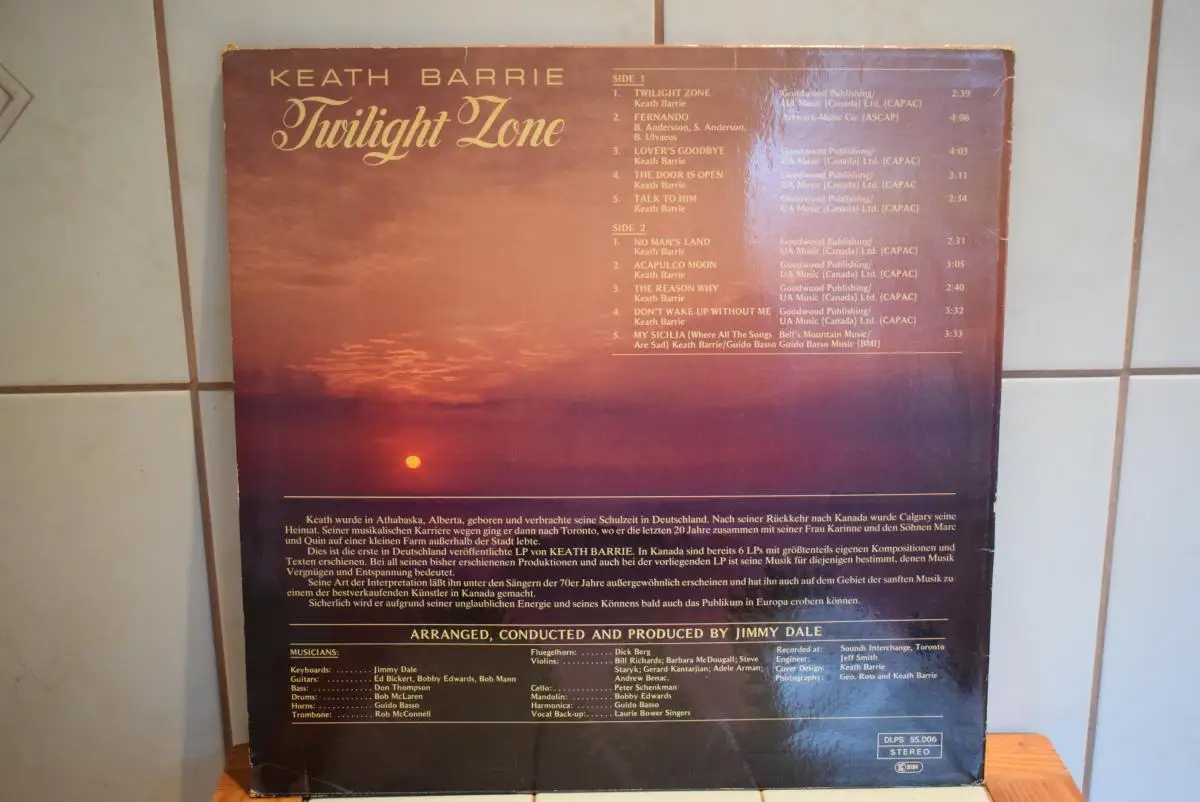 KEATH BARRIE
Twilight Zone
SIDE 1
1. TWILIGHT ZONE Goodwood Publishing/ 2:39
Keath Barrie UA Music (Canada) Ltd. (CAPAC)
2. FERNANDO Artwork-Music Co. (ASCAP) 4:06
B. Andersson, S. Anderson,
B. Ulvaeus
3. LOVER'S GOODBYE Goodwood Publishing/ 4:03
Keath Barrie UA Music (Canada) Ltd. (CAPAC)
4. THE DOOR IS OPEN Goodwood Publishing/ 3:11
Keath Barrie UA Music (Canada) Ltd. (CAPAC
5. TALK TO HIM Goodwood Publishing/ 2:14
Keath Barrie UA Music (Canada) Ltd. (CAPAC)
SIDE 2
1. NO MAN'S LAND Goodwood Publishing/ 2:31
Keath Barrie UA Music (Canada) Ltd. (CAPAC)
2. ACAPULCO MOON Goodwood Publishing/ 3:05
Keath Barrie UA Music (Canada) Ltd. (CAPAC)
3. THE REASON WHY Goodwood Publishing/ 2:40
Keath Barrie UA Music (Canada) Ltd. (CAPAC)
4. DON'T WAKE UP WITHOUT ME Goodwood Publishing/ 3:32
Keath Barrie UA Music (Canada) Ltd. (CAPAC)
5. MY SICILIA (Where All The Songs Bell's Mountain Music/ 3:33
Are Sad) Keath Barrie/Guido Basso Guido Basso Music (BMI)
Keath wurde in Athabaska, Alberta, geboren und verbrachte seine Schulzeit in Deutschland. Nach seiner Rückkehr nach Kanada wurde Calgary seine
Heimat. Seiner musikalischen Karriere wegen ging er dann nach Toronto, wo er die letzten 20 Jahre zusammen mit seiner Frau Karinne und den Söhnen Marc
und Quin auf einer kleinen Farm außerhalb der Stadt lebte.
Dies ist die erste in Deutschland veröffentlichte LP von KEATH BARRIE. In Kanada sind bereits 6 LPs mit größtenteils eigenen Kompositionen und
Texten erschienen. Bei all seinen bisher erschienenen Produktionen und auch bei der vorliegenden LP ist seine Musik für diejenigen bestimmt, denen Musik
Vergnügen und Entspannung bedeutet.
Seine Art der Interpretation läßt ihn unter den Sängern der 70er Jahre außergewöhnlich erscheinen und hat ihn auch auf dem Gebiet der sanften Musik zu
einem der bestverkaufenden Künstler in Kanada gemacht.
Sicherlich wird er aufgrund seiner unglaublichen Energie und seines Könnens bald auch das Publikum in Europa erobern können.
ARRANGED, CONDUCTED AND PRODUCED BY JIMMY DALE
MUSICIANS:
Keyboards: ........ Jimmy Dale
Guitars: ........... Ed Bickert, Bobby Edwards, Bob Mann
Bass: ............. Don Thompson
Drums: ............ Bob McLaren
Horns: ............ Guido Basso
Trombone: ........ Rob McConnell
Fluegelhorn: ....... Dick Berg
Violins: ........... Bill Richards; Barbara McDougall; Steve
Staryk; Gerard Kantarjian; Adele Arman;
Andrew Benac.
Cello: ............ Peter Schenkman
Mandolin: ......... Bobby Edwards
Harmonica: ........ Guido Basso
Vocal Back-up: ...... Laurie Bower Singers
Recorded at: Sounds Interchange, Toronto
Engineer: Jeff Smith
Cover Design: Keath Barrie
Photography: Geo. Ross and Keath Barrie
DLPS 55.006
STEREO